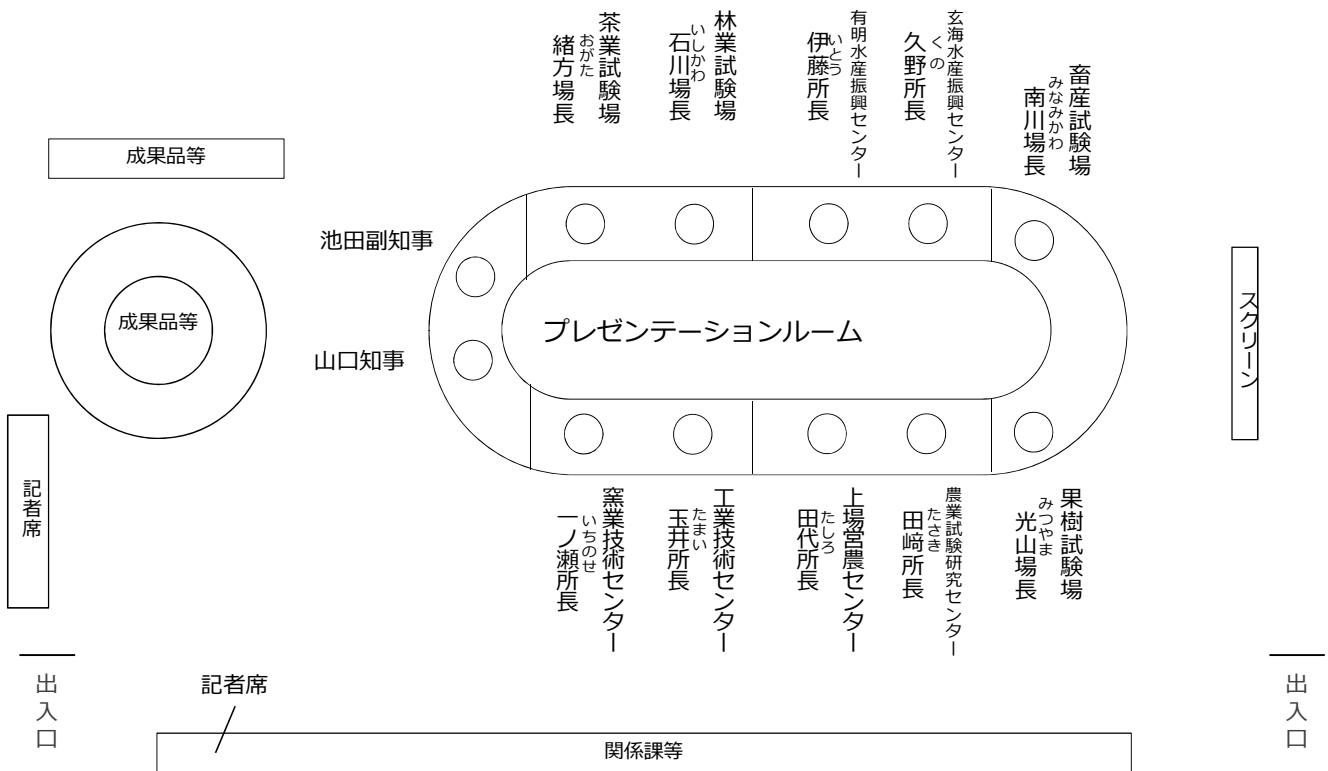 茶業試験場
おがた
緒方場長
林業試験場
いしかわ
石川場長
有明水産振興センター
いとう
伊藤所長
玄海水産振興センター
くの
久野所長
畜産試験場
みなみかわ
南川場長
成果品等
池田副知事
成果品等
プレゼンテーションルーム
山口知事
スクリーン
記者席
窯業技術センター
いちのせ
一ノ瀬所長
工業技術センター
たまい
玉井所長
上場営農センター
たしろ
田代所長
農業試験研究センター
たさき
田﨑所長
果樹試験場
みつやま
光山場長
出入口
記者席
関係課等
出入口